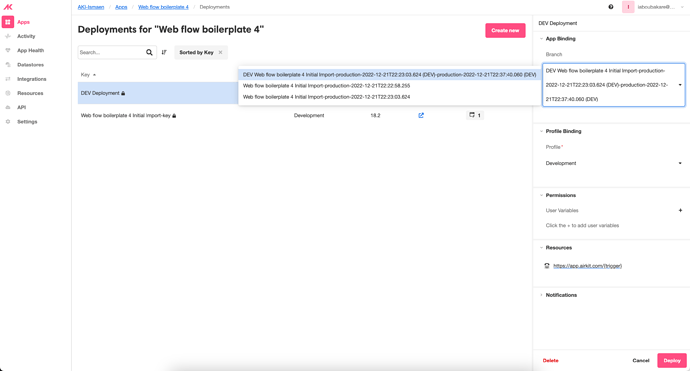 AKI-Ismaen / Apps / Web flow boilerplate 4 / Deployments
I
iaboubakare@...
Apps
Activity
App Health
Datastores
Integrations
Resources
API
Settings
Deployments for "Web flow boilerplate 4"
Create new
Search...
Sorted by Key ×
Key
DEV Web flow boilerplate 4 Initial Import-production-2022-12-21T22:23:03.624 (DEV)-production-2022-12-21T22:37:40.060 (DEV)
Web flow boilerplate 4 Initial Import-production-2022-12-21T22:22:58.255
Web flow boilerplate 4 Initial Import-production-2022-12-21T22:23:03.624
DEV Deployment
Web flow boilerplate 4 Initial Import-key
Development
18.2
1
DEV Deployment
App Binding
Branch
DEV Web flow boilerplate 4 Initial Import-production-
2022-12-21T22:23:03.624 (DEV)-production-2022-12-
21T22:37:40.060 (DEV)
Profile Binding
Profile*
Development
Permissions
User Variables +
Click the + to add user variables
Resources
https://app.airkit.com/{trigger}
Notifications
Delete
Cancel
Deploy